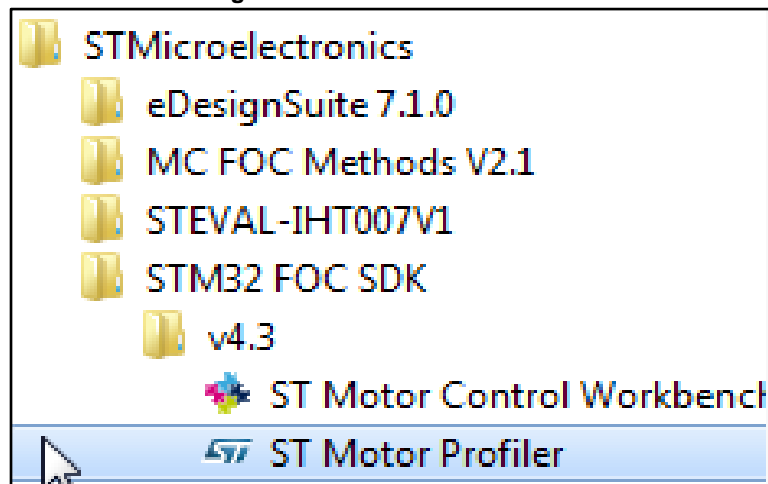 STMicroelectronics
eDesignSuite 7.1.0
MC FOC Methods V2.1
STEVAL-IHT007V1
STM32 FOC SDK
v4.3
ST Motor Control Workbench
ST ST Motor Profiler